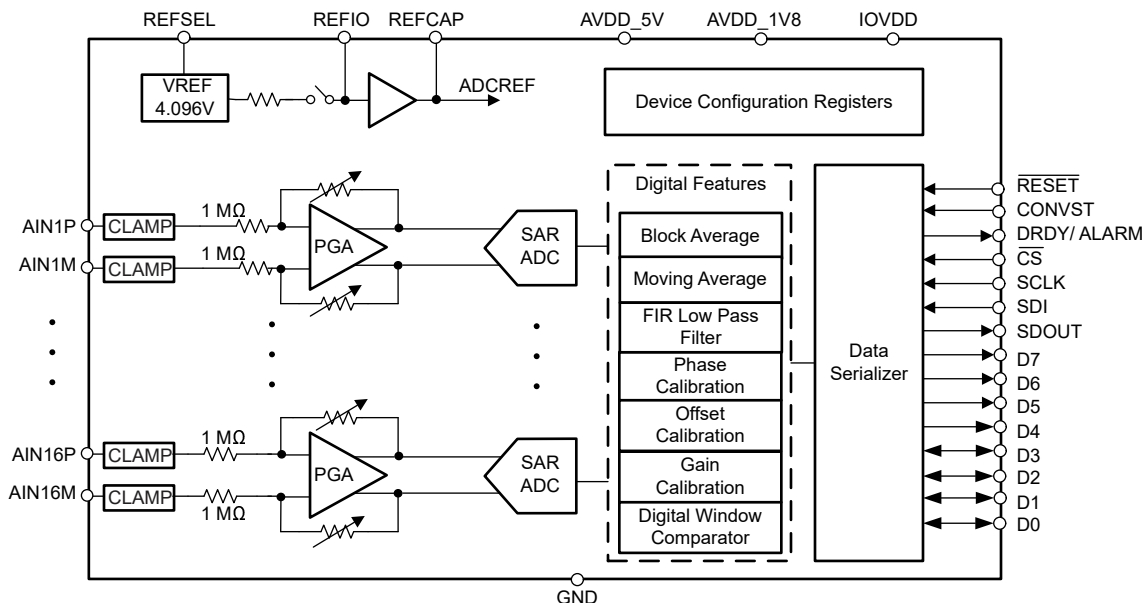 REFSEL
REFIO
REFCAP
AVDD_5V
AVDD_1V8
IOVDD
VREF
4.096V
ADCREF
Device Configuration Registers
AIN1P
CLAMP
1 MΩ
AIN1M
CLAMP
1 MΩ
PGA
SAR
ADC
AIN16P
CLAMP
1 MΩ
AIN16M
CLAMP
1 MΩ
PGA
SAR
ADC
Digital Features
Block Average
Moving Average
FIR Low Pass
Filter
Phase
Calibration
Offset
Calibration
Gain
Calibration
Digital Window
Comparator
Data
Serializer
RESET
CONVST
DRDY/ ALARM
CS
SCLK
SDI
SDOUT
D7
D6
D5
D4
D3
D2
D1
D0
GND